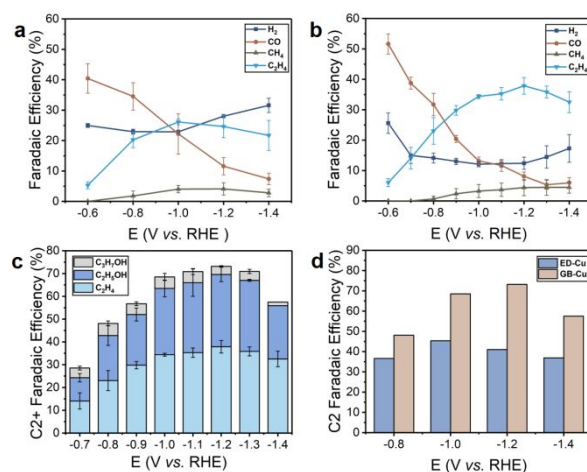 a
H2
CO
CH4
C2H4
Faradaic Efficiency (%)
60
50
40
30
20
10
0
-0.6
-0.8
-1.0
-1.2
-1.4
E (V vs. RHE)
b
H2
CO
CH4
C2H4
Faradaic Efficiency (%)
60
50
40
30
20
10
0
-0.6
-0.8
-1.0
-1.2
-1.4
E (V vs. RHE)
c
C3H7OH
C2H5OH
C2H4
C2+ Faradaic Efficiency (%)
80
70
60
50
40
30
20
10
0
-0.7
-0.8
-0.9
-1.0
-1.1
-1.2
-1.3
-1.4
E (V vs. RHE)
d
ED-Cu
GB-Cu
C2 Faradaic Efficiency (%)
90
80
70
60
50
40
30
20
10
0
-0.8
-1.0
-1.2
-1.4
E (V vs. RHE)